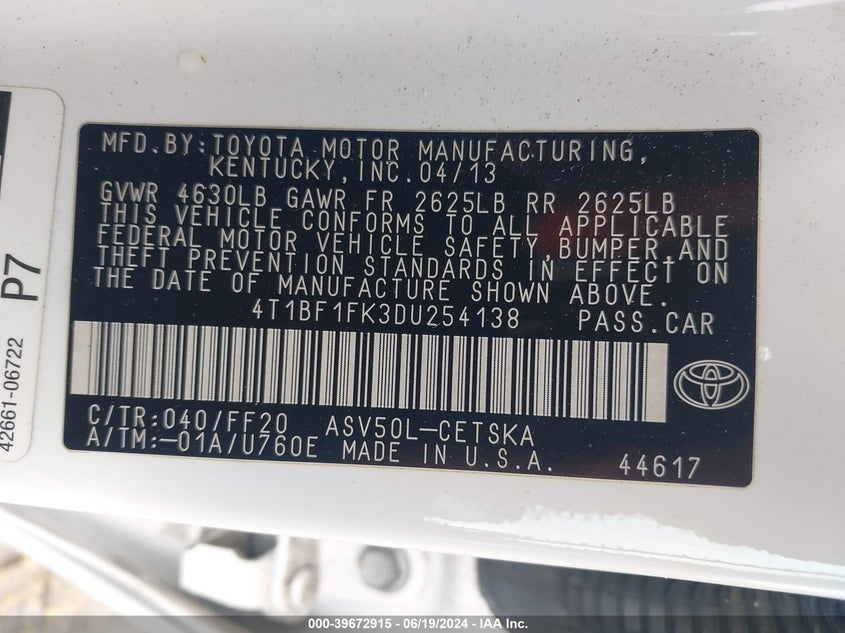 MFD.BY:TOYOTA MOTOR MANUFACTURING,
KENTUCKY,INC.04/13
GVWR 4630LB GAWR FR 2625LB RR 2625LB
THIS VEHICLE CONFORMS TO ALL APPLICABLE
FEDERAL MOTOR VEHICLE SAFETY,BUMPER,AND
THEFT PREVENTION STANDARDS IN EFFECT ON
THE DATE OF MANUFACTURE SHOWN ABOVE.
4T1BF1FK3DU254138 PASS.CAR
C/TR:040/FF20 ASV50L-CETSKA
A/TM:-01A/U760E MADE IN U.S.A. 44617
42661-06722 P7
000-39672915 - 06/19/2024 - IAA Inc.